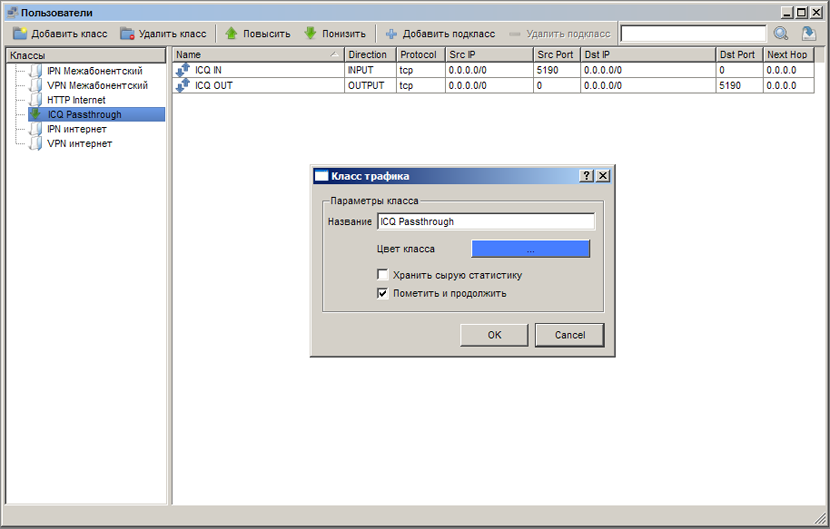 Пользователи
Добавить класс Удалить класс Повысить Понизить Добавить подкласс Удалить подкласс
Классы
IPN Межабонентский
VPN Межабонентский
HTTP Internet
ICQ Passthrough
IPN интернет
VPN интернет
Name Direction Protocol Src IP Src Port Dst IP Dst Port Next Hop
ICQ IN INPUT tcp 0.0.0.0/0 5190 0.0.0.0/0 0 0.0.0.0
ICQ OUT OUTPUT tcp 0.0.0.0/0 0 0.0.0.0/0 5190 0.0.0.0
Класс трафика
Параметры класса
Название ICQ Passthrough
Цвет класса ...
Хранить сырую статистику
Пометить и продолжить
OK Cancel